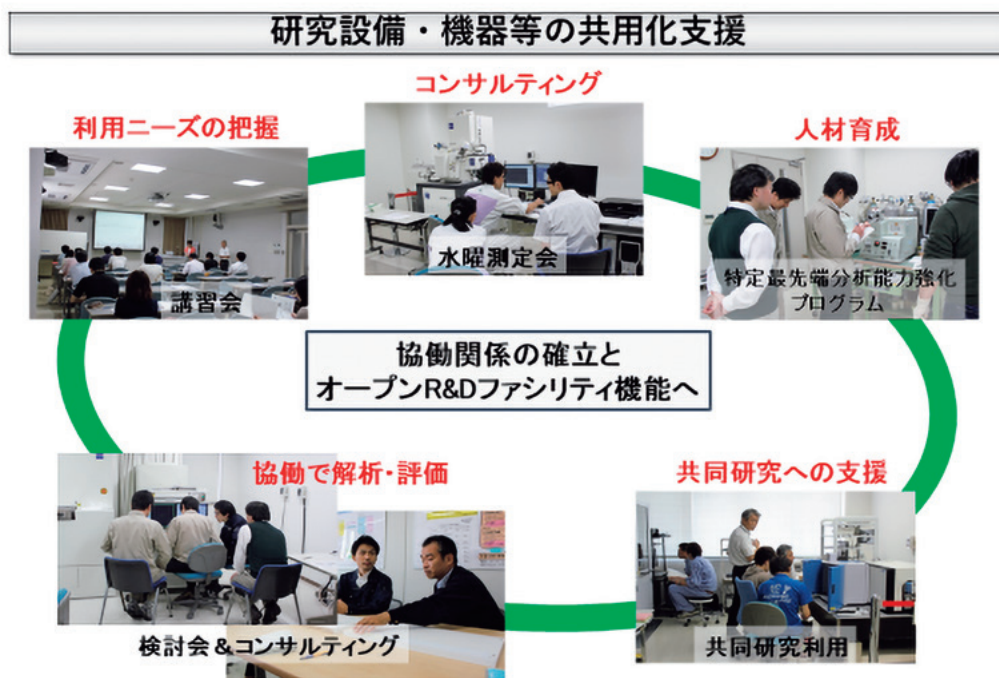 研究設備・機器等の共用化支援
コンサルティング
利用ニーズの把握
人材育成
水曜測定会
講習会
特定最先端分析能力強化
プログラム
協働関係の確立と
オープンR&Dファシリティ機能へ
協働で解析・評価
共同研究への支援
検討会&コンサルティング
共同研究利用